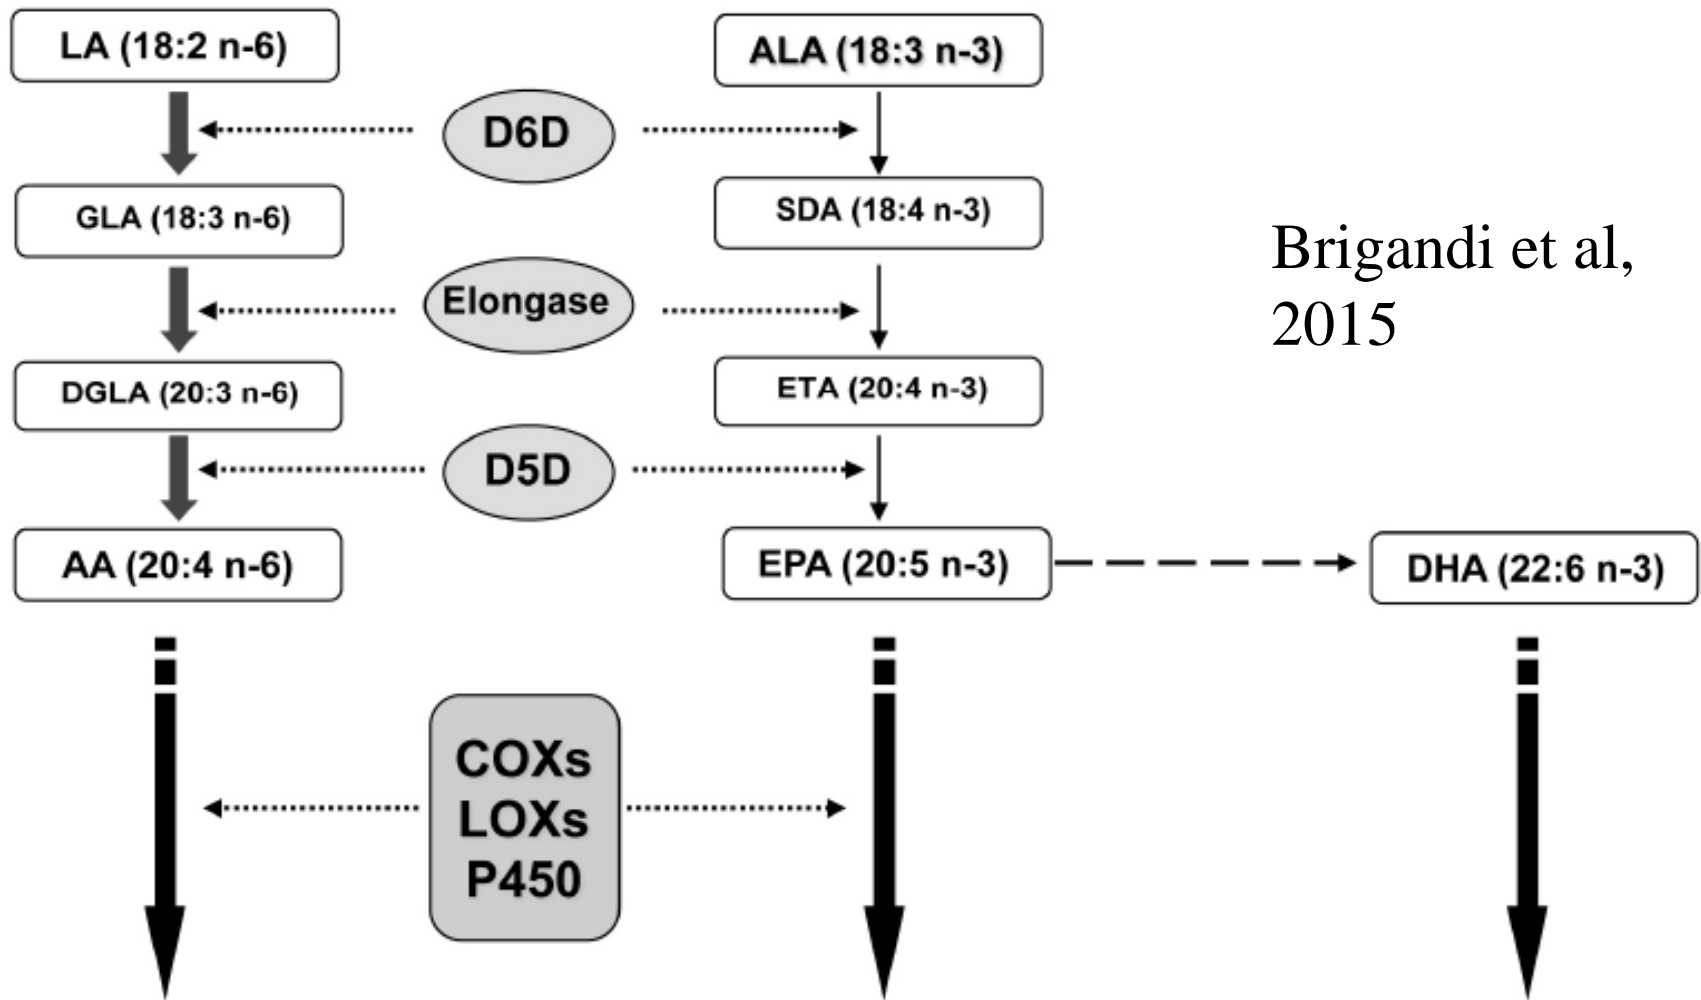 LA (18:2 n-6)
ALA (18:3 n-3)
D6D
GLA (18:3 n-6)
SDA (18:4 n-3)
Brigandi et al,
2015
Elongase
DGLA (20:3 n-6)
ETA (20:4 n-3)
D5D
AA (20:4 n-6)
EPA (20:5 n-3)
DHA (22:6 n-3)
COXs
LOXs
P450